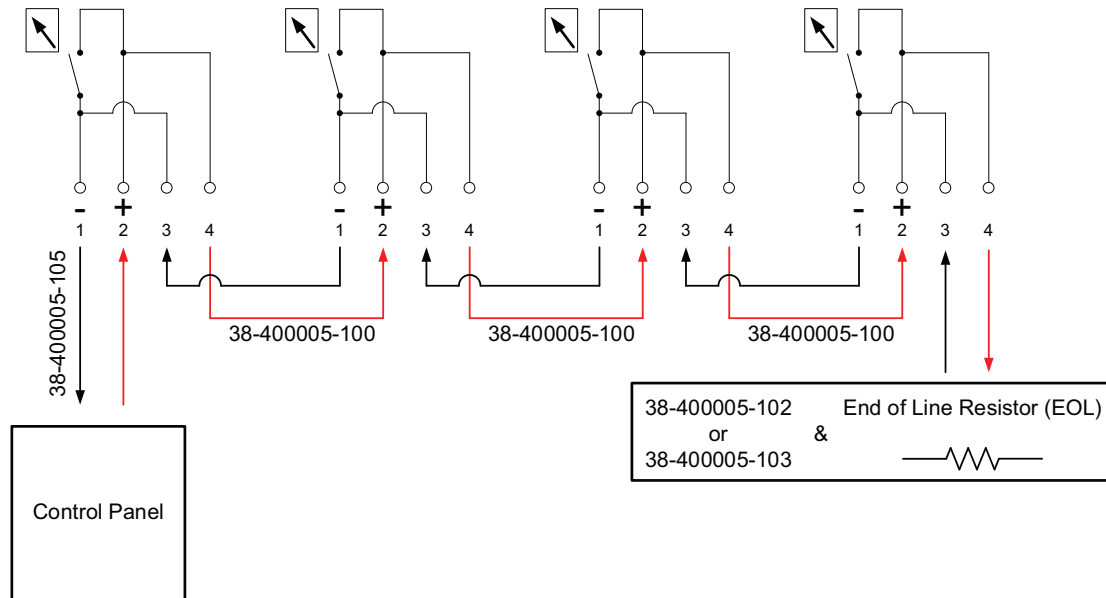 - + - + - + - +
1 2 3 4 1 2 3 4 1 2 3 4 1 2 3 4
38-400005-105
38-400005-100 38-400005-100 38-400005-100
38-400005-102
or
38-400005-103
&
End of Line Resistor (EOL)
Control Panel